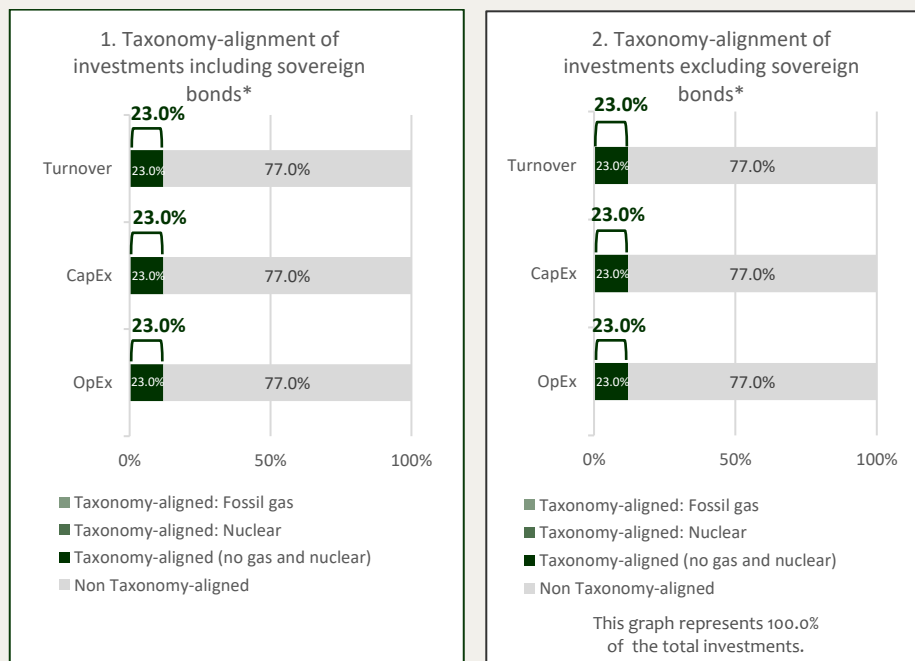 1. Taxonomy-alignment of
investments including sovereign
bonds*
23.0%
Turnover
23.0%
77.0%
23.0%
CapEx
23.0%
77.0%
23.0%
OpEx
23.0%
77.0%
0%
50%
100%
Taxonomy-aligned: Fossil gas
Taxonomy-aligned: Nuclear
Taxonomy-aligned (no gas and nuclear)
Non Taxonomy-aligned
2. Taxonomy-alignment of
investments excluding sovereign
bonds*
23.0%
Turnover
23.0%
77.0%
23.0%
CapEx
23.0%
77.0%
23.0%
OpEx
23.0%
77.0%
0%
50%
100%
Taxonomy-aligned: Fossil gas
Taxonomy-aligned: Nuclear
Taxonomy-aligned (no gas and nuclear)
Non Taxonomy-aligned
This graph represents 100.0%
of the total investments.